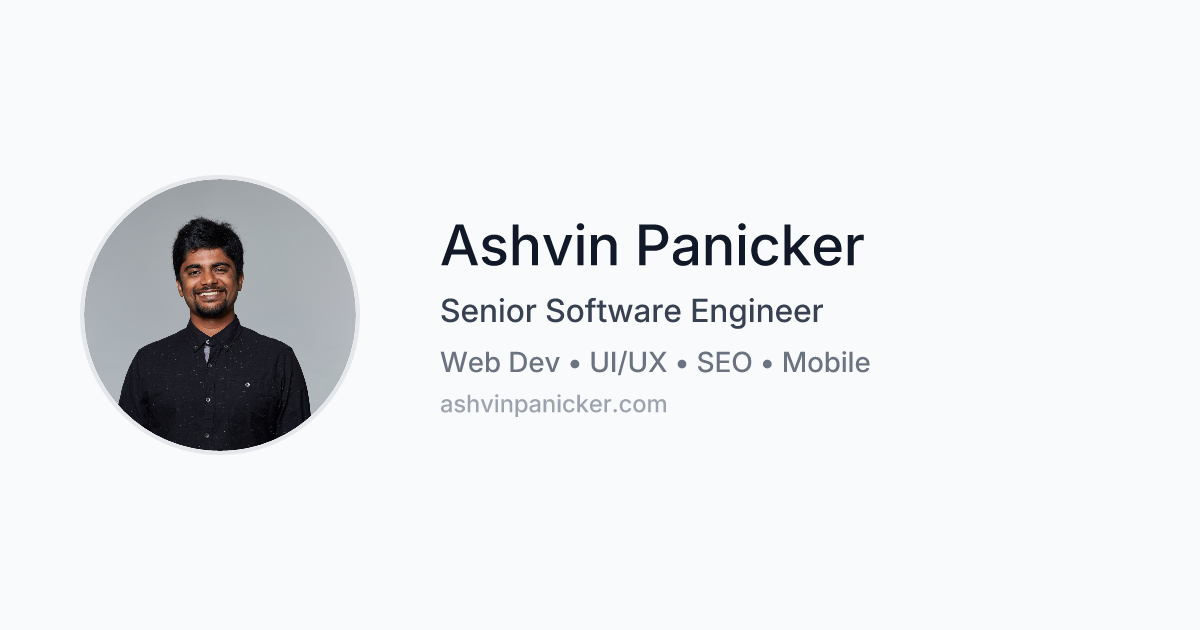 Ashvin Panicker
Senior Software Engineer
Web Dev • UI/UX • SEO • Mobile
ashvinpanicker.com